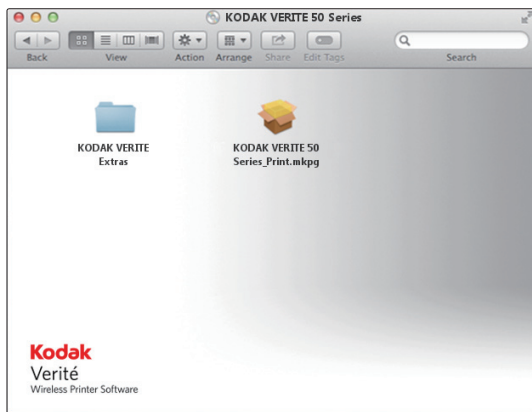 KODAK VERITE 50 Series
Back
View
Action
Arrange
Share
Edit Tags
Search
KODAK VERITE
Extras
KODAK VERITE 50
Series_Print.mkpg
Kodak
Verité
Wireless Printer Software